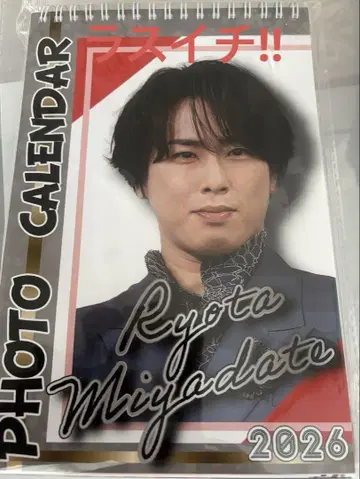 ラスイチ!!
PHOTO CALENDAR
Ryota
Miyadate
2026